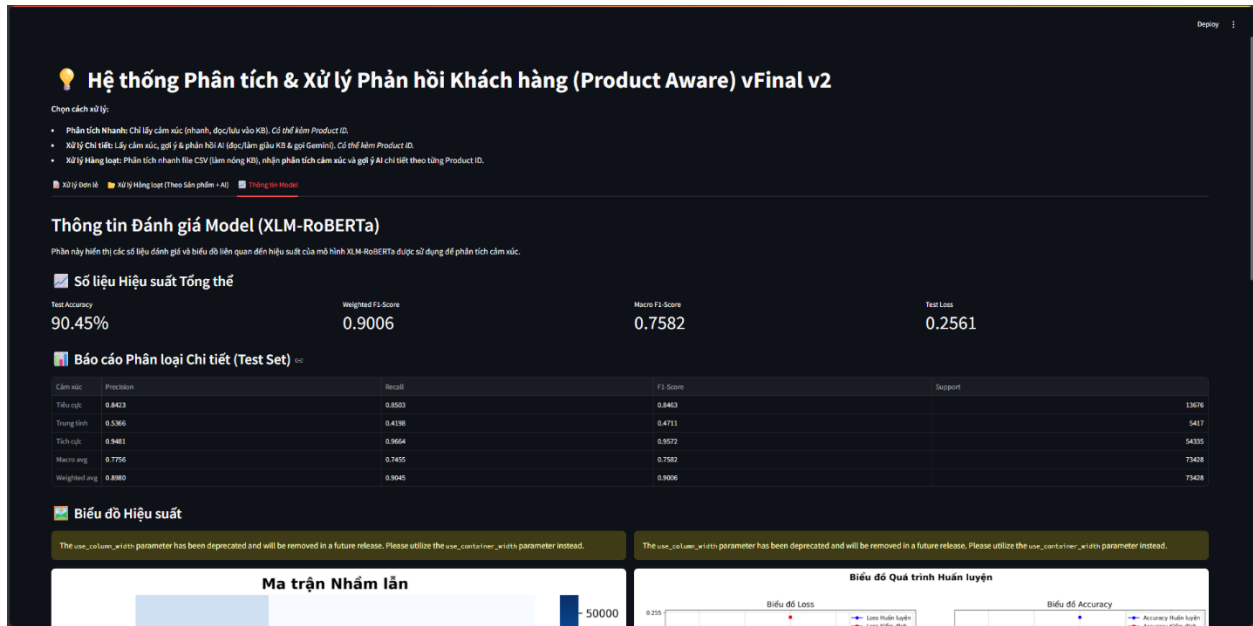 Deploy
Hệ thống Phân tích & Xử lý Phản hồi Khách hàng (Product Aware) vFinal v2
Chọn cách xử lý:
• Phân tích Nhanh: Chỉ lấy cảm xúc (nhanh, đọc/lưu vào KB). Có thể kèm Product ID.
• Xử lý Chi tiết: Lấy cảm xúc, gợi ý & phản hồi AI (đọc/làm giàu KB & gọi Gemini). Có thể kèm Product ID.
• Xử lý Hàng loạt: Phân tích nhanh file CSV (làm nóng KB), nhận phân tích cảm xúc và gợi ý AI chi tiết theo từng Product ID.
Xử lý Đơn lẻ Xử lý Hàng loạt (Theo Sản phẩm + AI) Thông tin Model
Thông tin Đánh giá Model (XLM-RoBERTa)
Phần này hiển thị các số liệu đánh giá và biểu đồ liên quan đến hiệu suất của mô hình XLM-RoBERTa được sử dụng để phân tích cảm xúc.
Số liệu Hiệu suất Tổng thể
Test Accuracy Weighted F1-Score Macro F1-Score Test Loss
90.45% 0.9006 0.7582 0.2561
Báo cáo Phân loại Chi tiết (Test Set)
Cảm xúc Precision Recall F1-Score Support
Tiêu cực 0.8423 0.8503 0.8463 13676
Trung tính 0.5366 0.4198 0.4711 5417
Tích cực 0.9481 0.9664 0.9572 54335
Macro avg 0.7756 0.7455 0.7582 73428
Weighted avg 0.8980 0.9045 0.9006 73428
Biểu đồ Hiệu suất
The use_column_width parameter has been deprecated and will be removed in a future release. Please utilize the use_container_width parameter instead.
The use_column_width parameter has been deprecated and will be removed in a future release. Please utilize the use_container_width parameter instead.
Ma trận Nhầm lẫn
50000
Biểu đồ Quá trình Huấn luyện
Biểu đồ Loss Biểu đồ Accuracy
0.255 Loss Huấn luyện Accuracy Huấn luyện